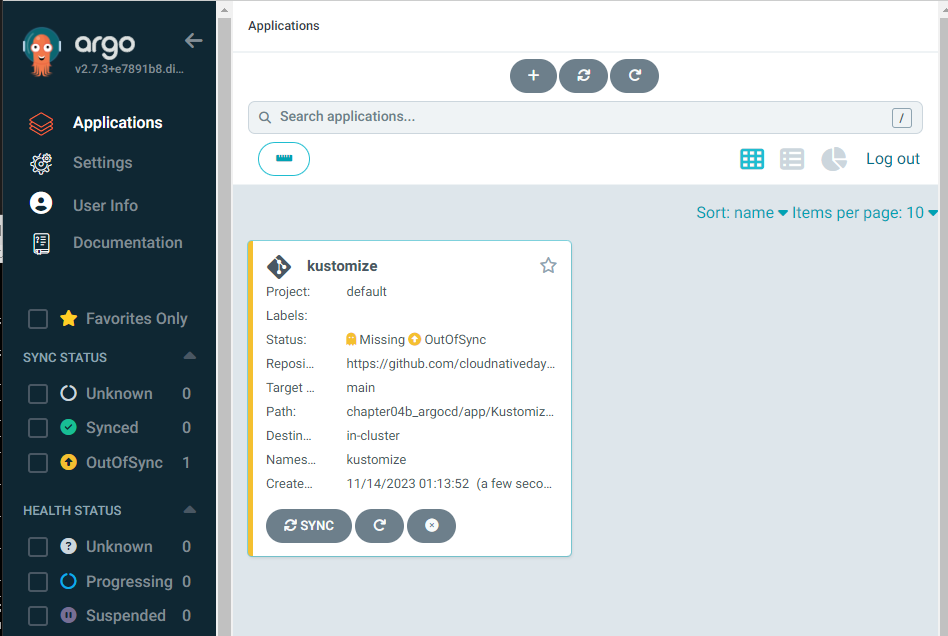 argo
v2.7.3+e7891b8.di...
Applications
Settings
User Info
Documentation
Favorites Only
SYNC STATUS
Unknown 0
Synced 0
OutOfSync 1
HEALTH STATUS
Unknown 0
Progressing 0
Suspended 0
Applications
Search applications...
/
Log out
Sort: name Items per page: 10
kustomize
Project: default
Labels:
Status: Missing OutOfSync
Reposi... https://github.com/cloudnativeday...
Target ... main
Path: chapter04b_argocd/app/Kustomiz...
Destin... in-cluster
Names... kustomize
Create... 11/14/2023 01:13:52 (a few seco...
SYNC